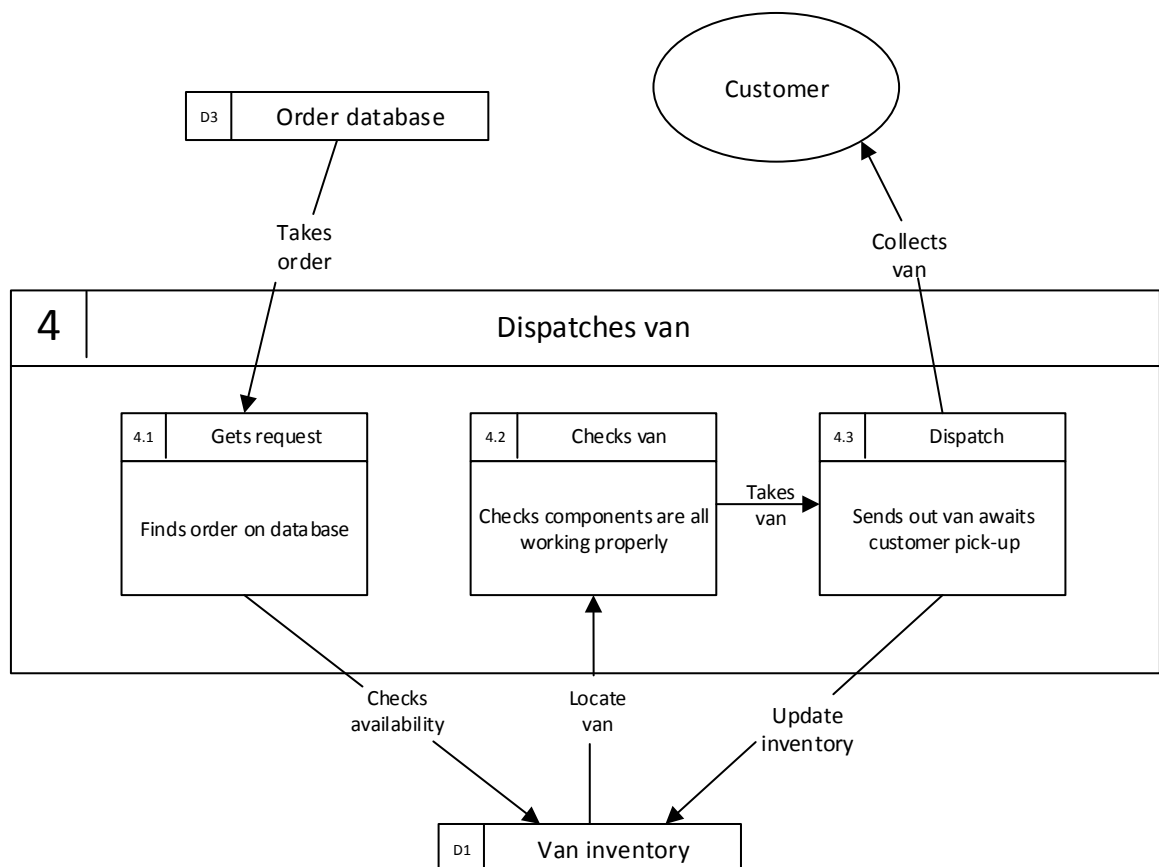 Customer
D3 Order database
Takes
order
Collects
van
4 Dispatches van
4.1 Gets request
Finds order on database
4.2 Checks van
Checks components are all
working properly
Takes
van
4.3 Dispatch
Sends out van awaits
customer pick-up
Checks
availability
Locate
van
Update
inventory
D1 Van inventory